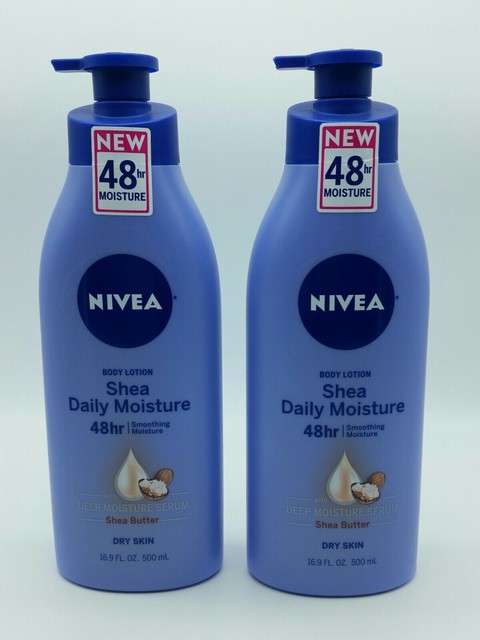 NEW
48hr
MOISTURE
NIVEA
BODY LOTION
Shea
Daily Moisture
48hr | Smoothing
Moisture
with
DEEP MOISTURE SERUM
Shea Butter
DRY SKIN
16.9 FL. OZ. 500 mL
NEW
48hr
MOISTURE
NIVEA
BODY LOTION
Shea
Daily Moisture
48hr | Smoothing
Moisture
with
DEEP MOISTURE SERUM
Shea Butter
DRY SKIN
16.9 FL. OZ. 500 mL